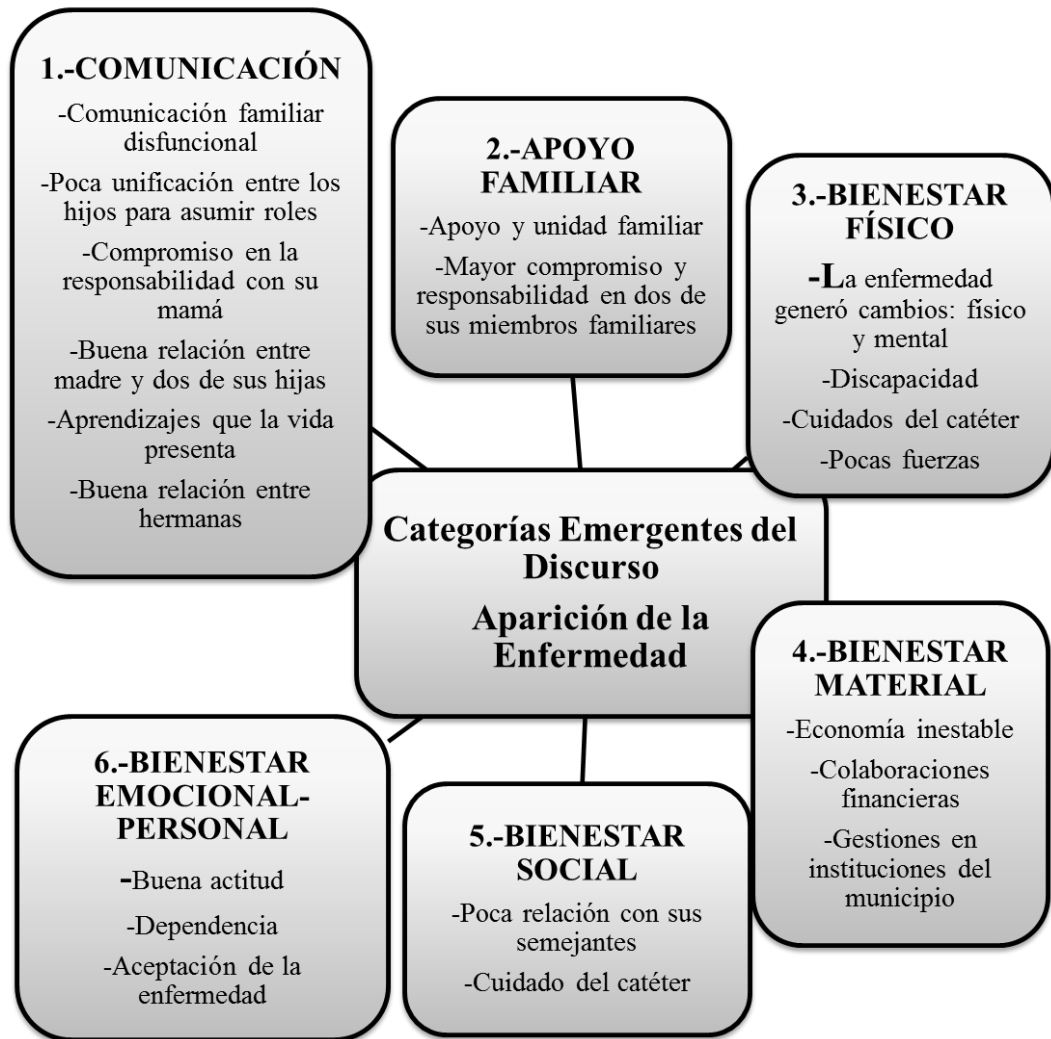 1.-COMUNICACIÓN
-Comunicación familiar
disfuncional
-Poca unificación entre los
hijos para asumir roles
-Compromiso en la
responsabilidad con su
mamá
-Buena relación entre
madre y dos de sus hijas
-Aprendizajes que la vida
presenta
-Buena relación entre
hermanas
2.-APOYO
FAMILIAR
-Apoyo y unidad familiar
-Mayor compromiso y
responsabilidad en dos de
sus miembros familiares
3.-BIENESTAR
FÍSICO
-La enfermedad
generó cambios: físico
y mental
-Discapacidad
-Cuidados del catéter
-Pocas fuerzas
Categorías Emergentes del
Discurso
Aparición de la
Enfermedad
4.-BIENESTAR
MATERIAL
-Economía inestable
-Colaboraciones
financieras
-Gestiones en
instituciones del
municipio
5.-BIENESTAR
SOCIAL
-Poca relación con sus
semejantes
-Cuidado del catéter
6.-BIENESTAR
EMOCIONAL-
PERSONAL
-Buena actitud
-Dependencia
-Aceptación de la
enfermedad